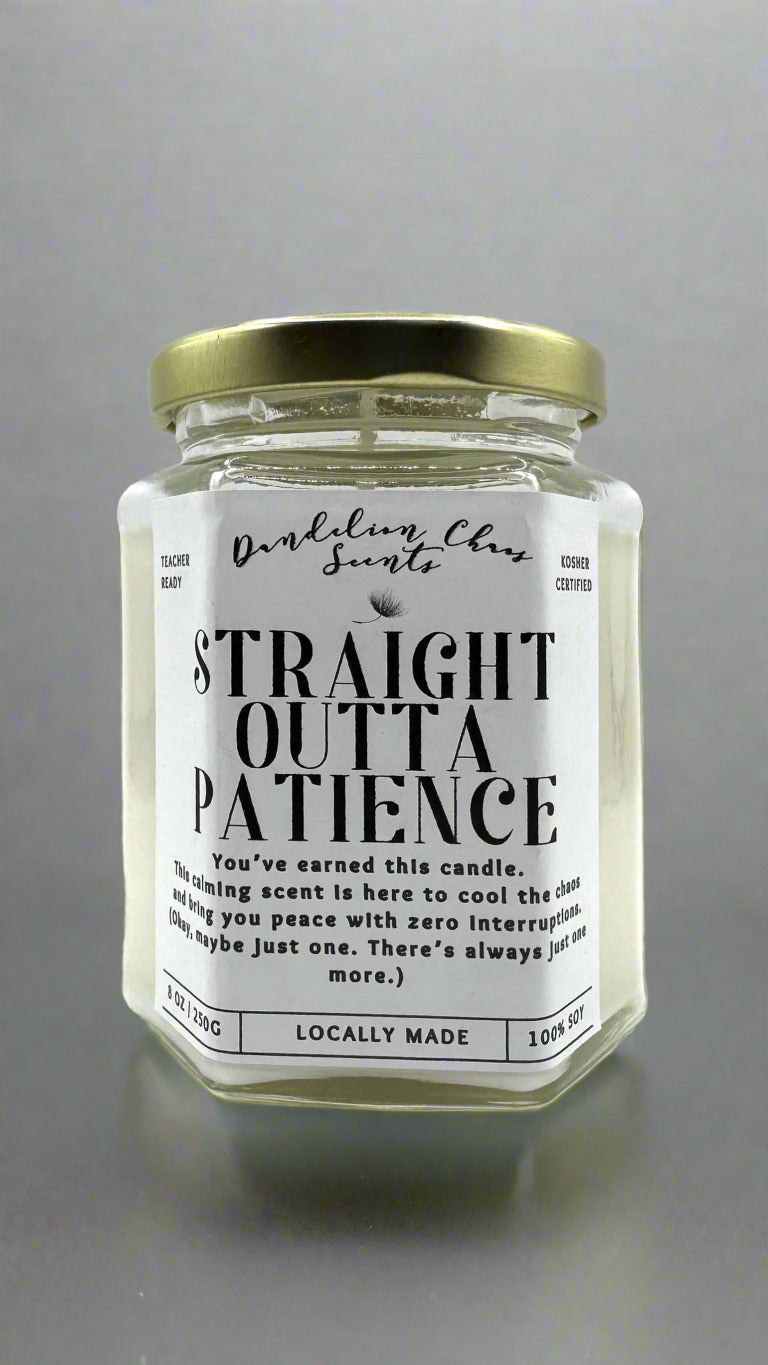 Dandelion Chaos
Scents
TEACHER
READY
KOSHER
CERTIFIED
STRAIGHT
OUTTA
PATIENCE
You've earned this candle.
This calming scent is here to cool the chaos
and bring you peace with zero interruptions.
(Okay, maybe just one. There's always just one
more.)
8 OZ | 250G
LOCALLY MADE
100% SOY